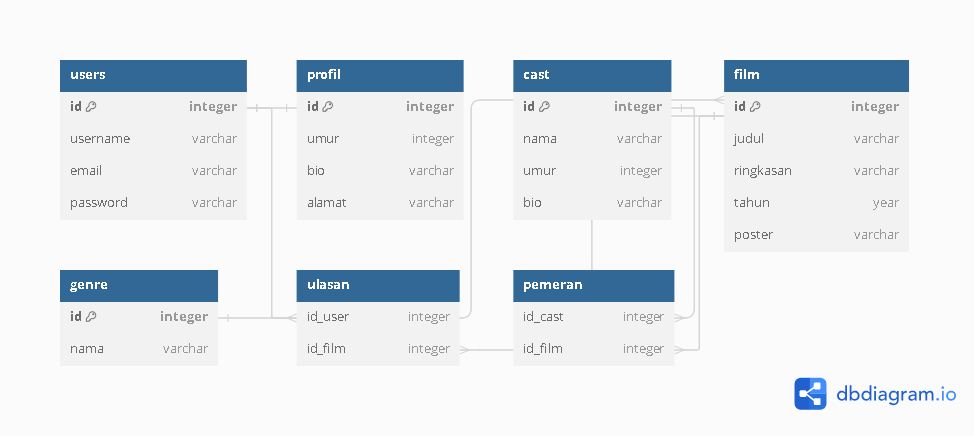 users
id integer
username varchar
email varchar
password varchar
profil
id integer
umur integer
bio varchar
alamat varchar
cast
id integer
nama varchar
umur integer
bio varchar
film
id integer
judul varchar
ringkasan varchar
tahun year
poster varchar
genre
id integer
nama varchar
ulasan
id_user integer
id_film integer
pemeran
id_cast integer
id_film integer
dbdiagram.io